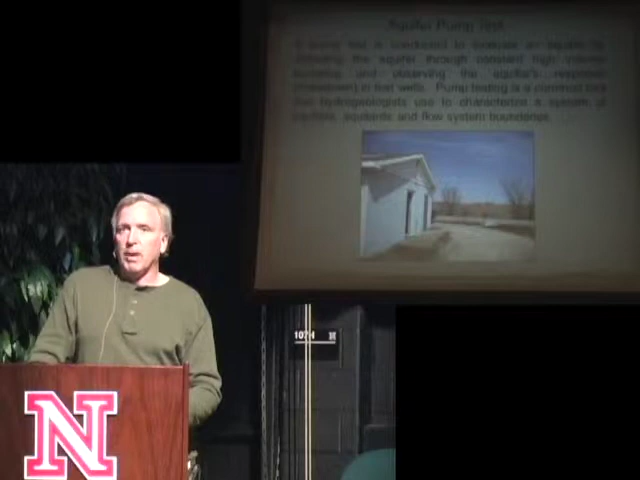 Aquifer Pump Test
A pump test is conducted to evaluate an aquifer by
the aquifer through constant high volume
pumping and observing the aquifer's response
(drawdown) in test wells. Pump testing is a common tool
that hydrogeologists use to characterize a system of
aquifers, aquitards and flow system boundaries.
107H N
N